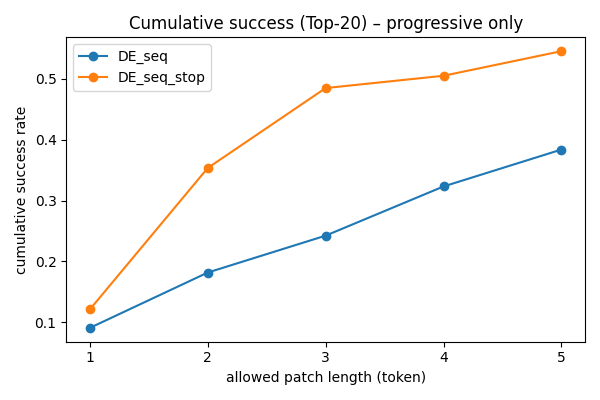 Cumulative success (Top-20) – progressive only
DE_seq
DE_seq_stop
cumulative success rate
0.5
0.4
0.3
0.2
0.1
1 2 3 4 5
allowed patch length (token)